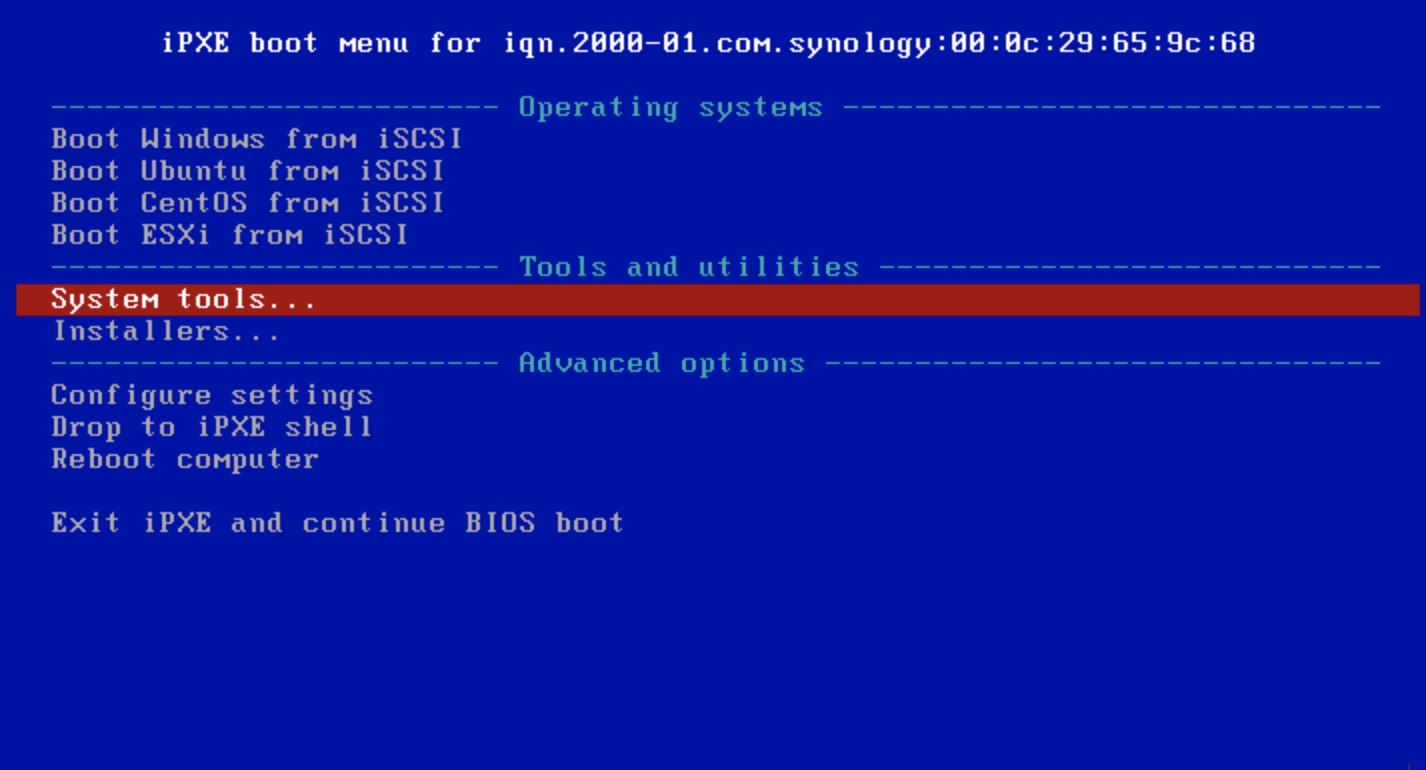 iPXE boot menu for iqn.2000-01.com.synology:00:0c:29:65:9c:68
------------------------- Operating systems ------------------------------
Boot Windows from iSCSI
Boot Ubuntu from iSCSI
Boot CentOS from iSCSI
Boot ESXi from iSCSI
------------------------- Tools and utilities ----------------------------
System tools...
Installers...
------------------------- Advanced options -------------------------------
Configure settings
Drop to iPXE shell
Reboot computer
Exit iPXE and continue BIOS boot